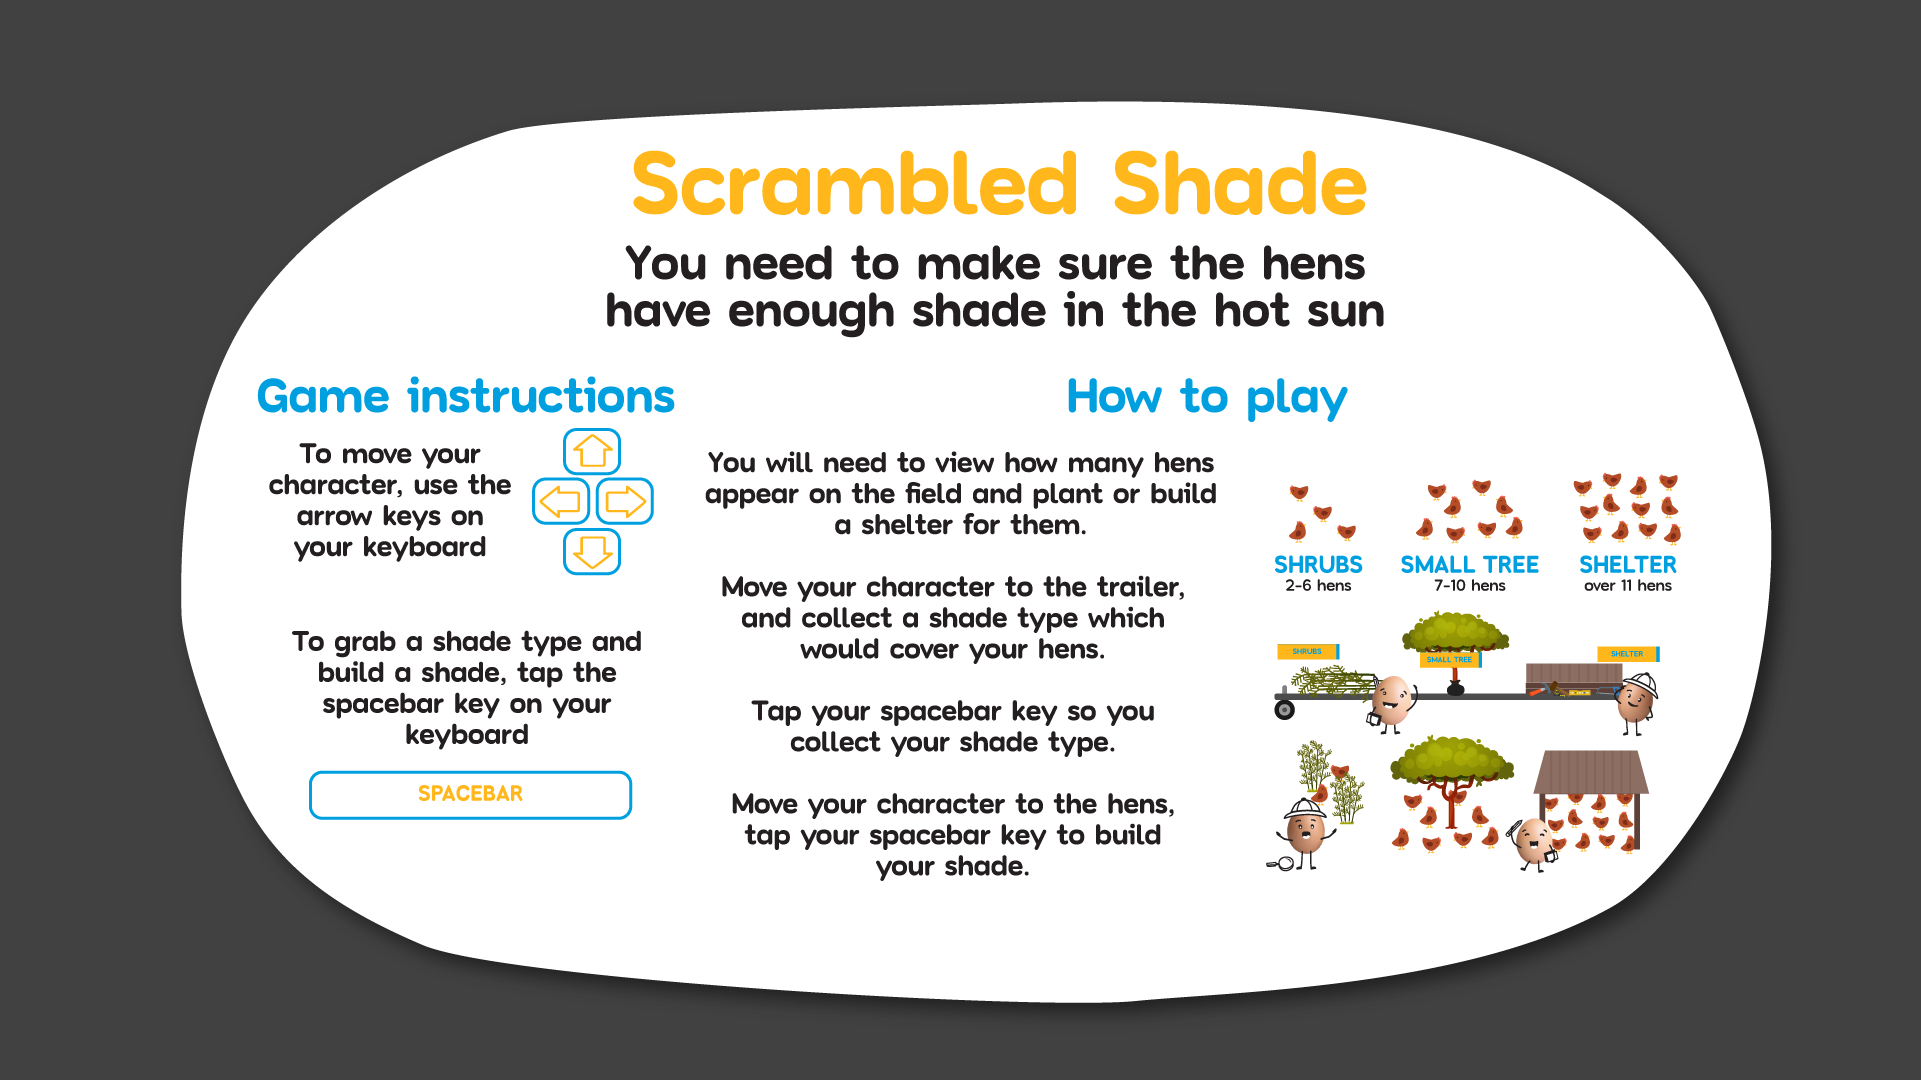 Scrambled Shade
You need to make sure the hens
have enough shade in the hot sun
Game instructions
To move your
character, use the
arrow keys on
your keyboard
To grab a shade type and
build a shade, tap the
spacebar key on your
keyboard
SPACEBAR
How to play
You will need to view how many hens
appear on the field and plant or build
a shelter for them.
Move your character to the trailer,
and collect a shade type which
would cover your hens.
Tap your spacebar key so you
collect your shade type.
Move your character to the hens,
tap your spacebar key to build
your shade.
SHRUBS
2-6 hens
SMALL TREE
7-10 hens
SHELTER
over 11 hens
SHRUBS
SMALL TREE
SHELTER